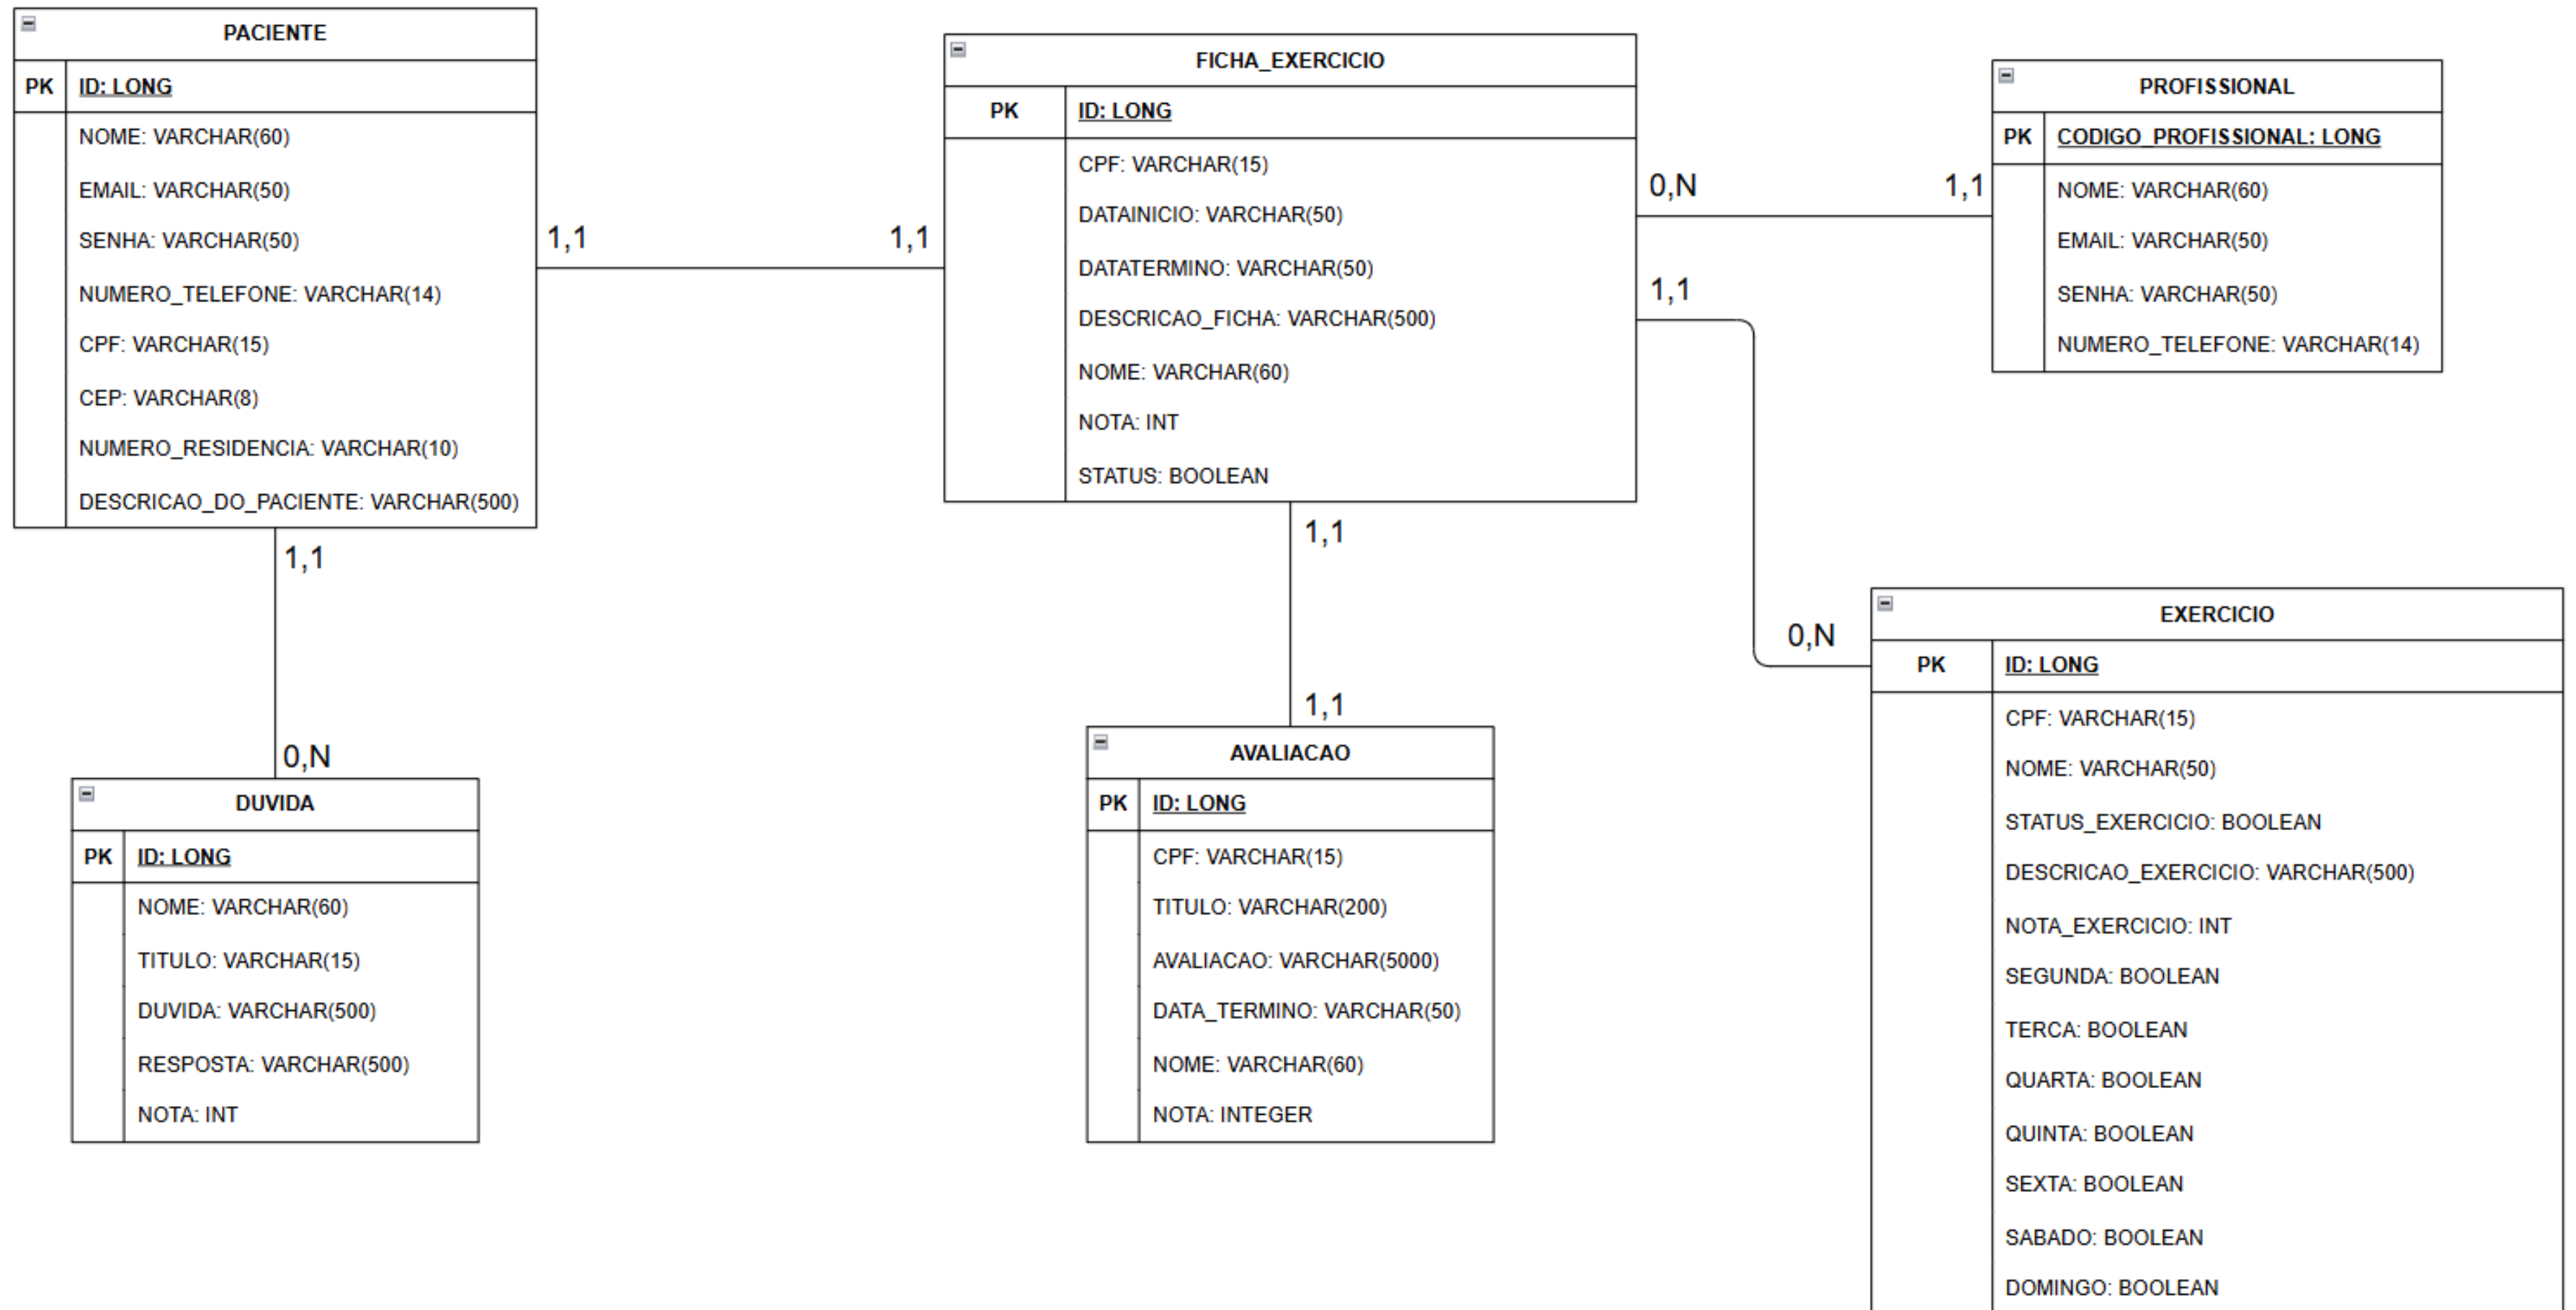 PACIENTE
PK ID: LONG
NOME: VARCHAR(60)
EMAIL: VARCHAR(50)
SENHA: VARCHAR(50)
NUMERO_TELEFONE: VARCHAR(14)
CPF: VARCHAR(15)
CEP: VARCHAR(8)
NUMERO_RESIDENCIA: VARCHAR(10)
DESCRICAO_DO_PACIENTE: VARCHAR(500)
1,1
1,1
FICHA_EXERCICIO
PK ID: LONG
CPF: VARCHAR(15)
DATAINICIO: VARCHAR(50)
DATATERMINO: VARCHAR(50)
DESCRICAO_FICHA: VARCHAR(500)
NOME: VARCHAR(60)
NOTA: INT
STATUS: BOOLEAN
0,N
1,1
PROFISSIONAL
PK CODIGO_PROFISSIONAL: LONG
NOME: VARCHAR(60)
EMAIL: VARCHAR(50)
SENHA: VARCHAR(50)
NUMERO_TELEFONE: VARCHAR(14)
1,1
0,N
1,1
0,N
DUVIDA
PK ID: LONG
NOME: VARCHAR(60)
TITULO: VARCHAR(15)
DUVIDA: VARCHAR(500)
RESPOSTA: VARCHAR(500)
NOTA: INT
1,1
1,1
AVALIACAO
PK ID: LONG
CPF: VARCHAR(15)
TITULO: VARCHAR(200)
AVALIACAO: VARCHAR(5000)
DATA_TERMINO: VARCHAR(50)
NOME: VARCHAR(60)
NOTA: INTEGER
EXERCICIO
PK ID: LONG
CPF: VARCHAR(15)
NOME: VARCHAR(50)
STATUS_EXERCICIO: BOOLEAN
DESCRICAO_EXERCICIO: VARCHAR(500)
NOTA_EXERCICIO: INT
SEGUNDA: BOOLEAN
TERCA: BOOLEAN
QUARTA: BOOLEAN
QUINTA: BOOLEAN
SEXTA: BOOLEAN
SABADO: BOOLEAN
DOMINGO: BOOLEAN